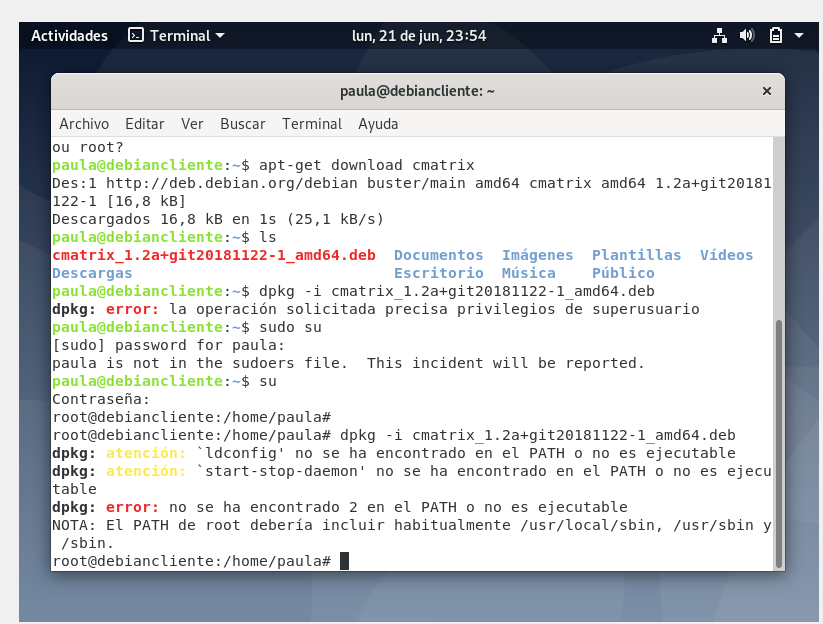 Actividades Terminal lun, 21 de jun, 23:54
paula@debiancliente: ~ ×
Archivo Editar Ver Buscar Terminal Ayuda
ou root?
paula@debiancliente:~$ apt-get download cmatrix
Des:1 http://deb.debian.org/debian buster/main amd64 cmatrix amd64 1.2a+git20181
122-1 [16,8 kB]
Descargados 16,8 kB en 1s (25,1 kB/s)
paula@debiancliente:~$ ls
cmatrix_1.2a+git20181122-1_amd64.deb Documentos Imágenes Plantillas Vídeos
Descargas Escritorio Música Público
paula@debiancliente:~$ dpkg -i cmatrix_1.2a+git20181122-1_amd64.deb
dpkg: error: la operación solicitada precisa privilegios de superusuario
paula@debiancliente:~$ sudo su
[sudo] password for paula:
paula is not in the sudoers file. This incident will be reported.
paula@debiancliente:~$ su
Contraseña:
root@debiancliente:/home/paula#
root@debiancliente:/home/paula# dpkg -i cmatrix_1.2a+git20181122-1_amd64.deb
dpkg: atención: `ldconfig' no se ha encontrado en el PATH o no es ejecutable
dpkg: atención: `start-stop-daemon' no se ha encontrado en el PATH o no es ejecu
table
dpkg: error: no se ha encontrado 2 en el PATH o no es ejecutable
NOTA: El PATH de root debería incluir habitualmente /usr/local/sbin, /usr/sbin y
/sbin.
root@debiancliente:/home/paula#